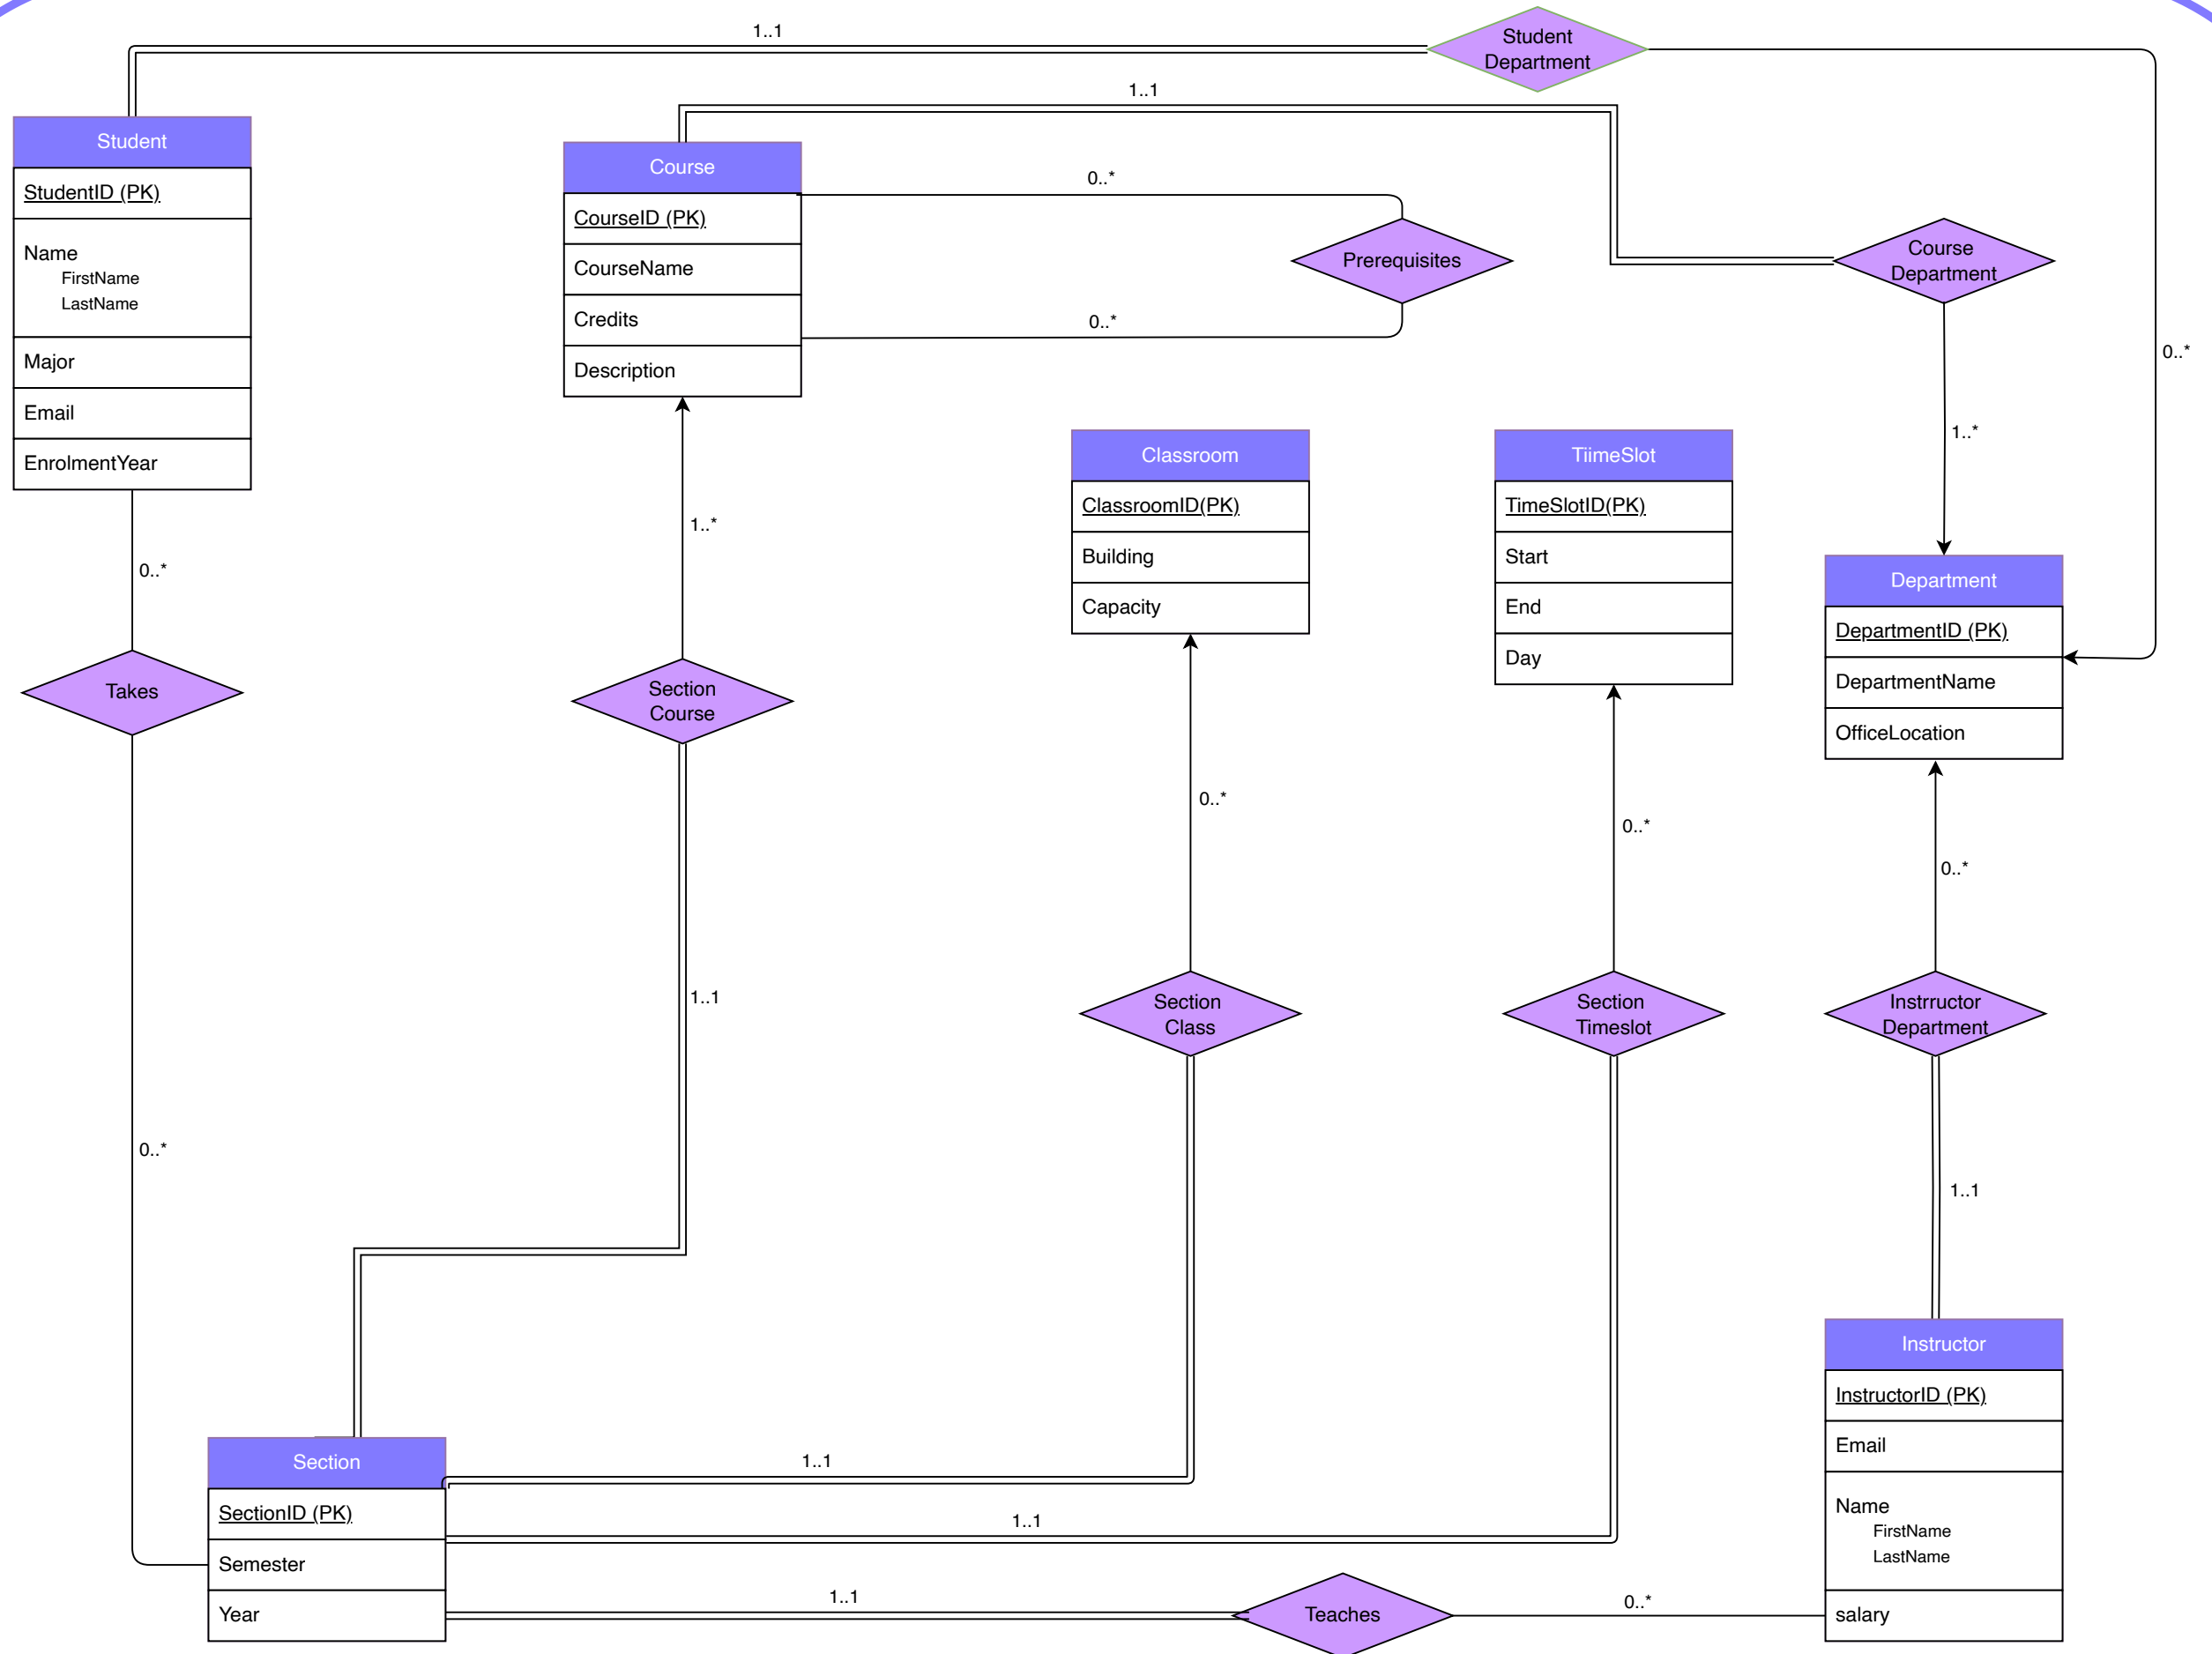 1..1
Student
Department
1..1
Student
StudentID (PK)
Name
FirstName
LastName
Major
Email
EnrolmentYear
Course
CourseID (PK)
CourseName
Credits
Description
0..*
Prerequisites
0..*
Course
Department
0..*
1..*
Classroom
ClassroomID(PK)
Building
Capacity
TiimeSlot
TimeSlotID(PK)
Start
End
Day
Department
DepartmentID (PK)
DepartmentName
OfficeLocation
1..*
0..*
Takes
Section
Course
0..*
0..*
0..*
1..1
Section
Class
Section
Timeslot
Instrructor
Department
0..*
1..1
Section
SectionID (PK)
Semester
Year
1..1
1..1
1..1
Teaches
0..*
Instructor
InstructorID (PK)
Email
Name
FirstName
LastName
salary